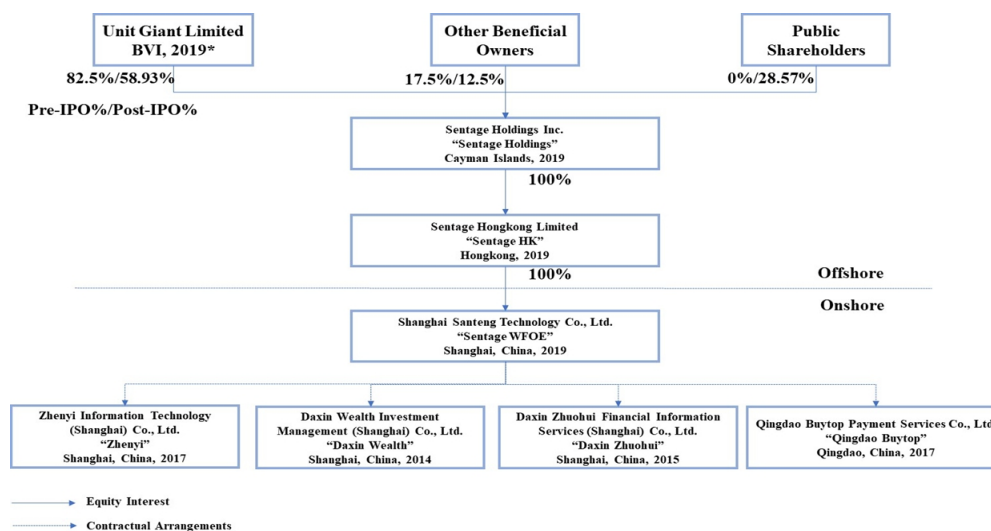 Unit Giant Limited
BVI, 2019*
Other Beneficial
Owners
Public
Shareholders
82.5%/58.93%
17.5%/12.5%
0%/28.57%
Pre-IPO%/Post-IPO%
Sentage Holdings Inc.
“Sentage Holdings”
Cayman Islands, 2019
100%
Sentage Hongkong Limited
“Sentage HK”
Hongkong, 2019
100%
Offshore
Onshore
Shanghai Santeng Technology Co., Ltd.
“Sentage WFOE”
Shanghai, China, 2019
Zhenyi Information Technology
(Shanghai) Co., Ltd.
“Zhenyi”
Shanghai, China, 2017
Daxin Wealth Investment
Management (Shanghai) Co., Ltd.
“Daxin Wealth”
Shanghai, China, 2014
Daxin Zhuohui Financial Information
Services (Shanghai) Co., Ltd.
“Daxin Zhuohui”
Shanghai, China, 2015
Qingdao Buytop Payment Services Co., Ltd
“Qingdao Buytop”
Qingdao, China, 2017
Equity Interest
Contractual Arrangements